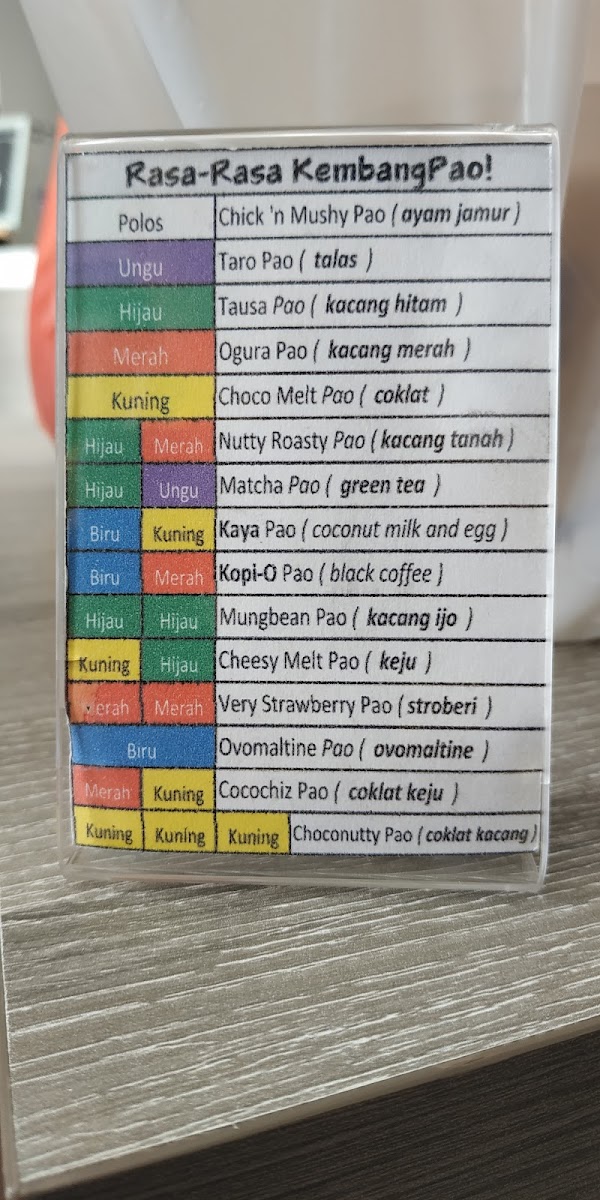 Rasa-Rasa KembangPao!
Polos Chick 'n Mushy Pao ( ayam jamur )
Ungu Taro Pao ( talas )
Hijau Tausa Pao ( kacang hitam )
Merah Ogura Pao ( kacang merah )
Kuning Choco Melt Pao ( coklat )
Hijau Merah Nutty Roasty Pao ( kacang tanah )
Hijau Ungu Matcha Pao ( green tea )
Biru Kuning Kaya Pao ( coconut milk and egg )
Biru Merah Kopi-O Pao ( black coffee )
Hijau Hijau Mungbean Pao ( kacang ijo )
Kuning Hijau Cheesy Melt Pao ( keju )
Merah Merah Very Strawberry Pao ( stroberi )
Biru Ovomaltine Pao ( ovomaltine )
Merah Kuning Cocochiz Pao ( coklat keju )
Kuning Kuning Kuning Choconutty Pao ( coklat kacang )